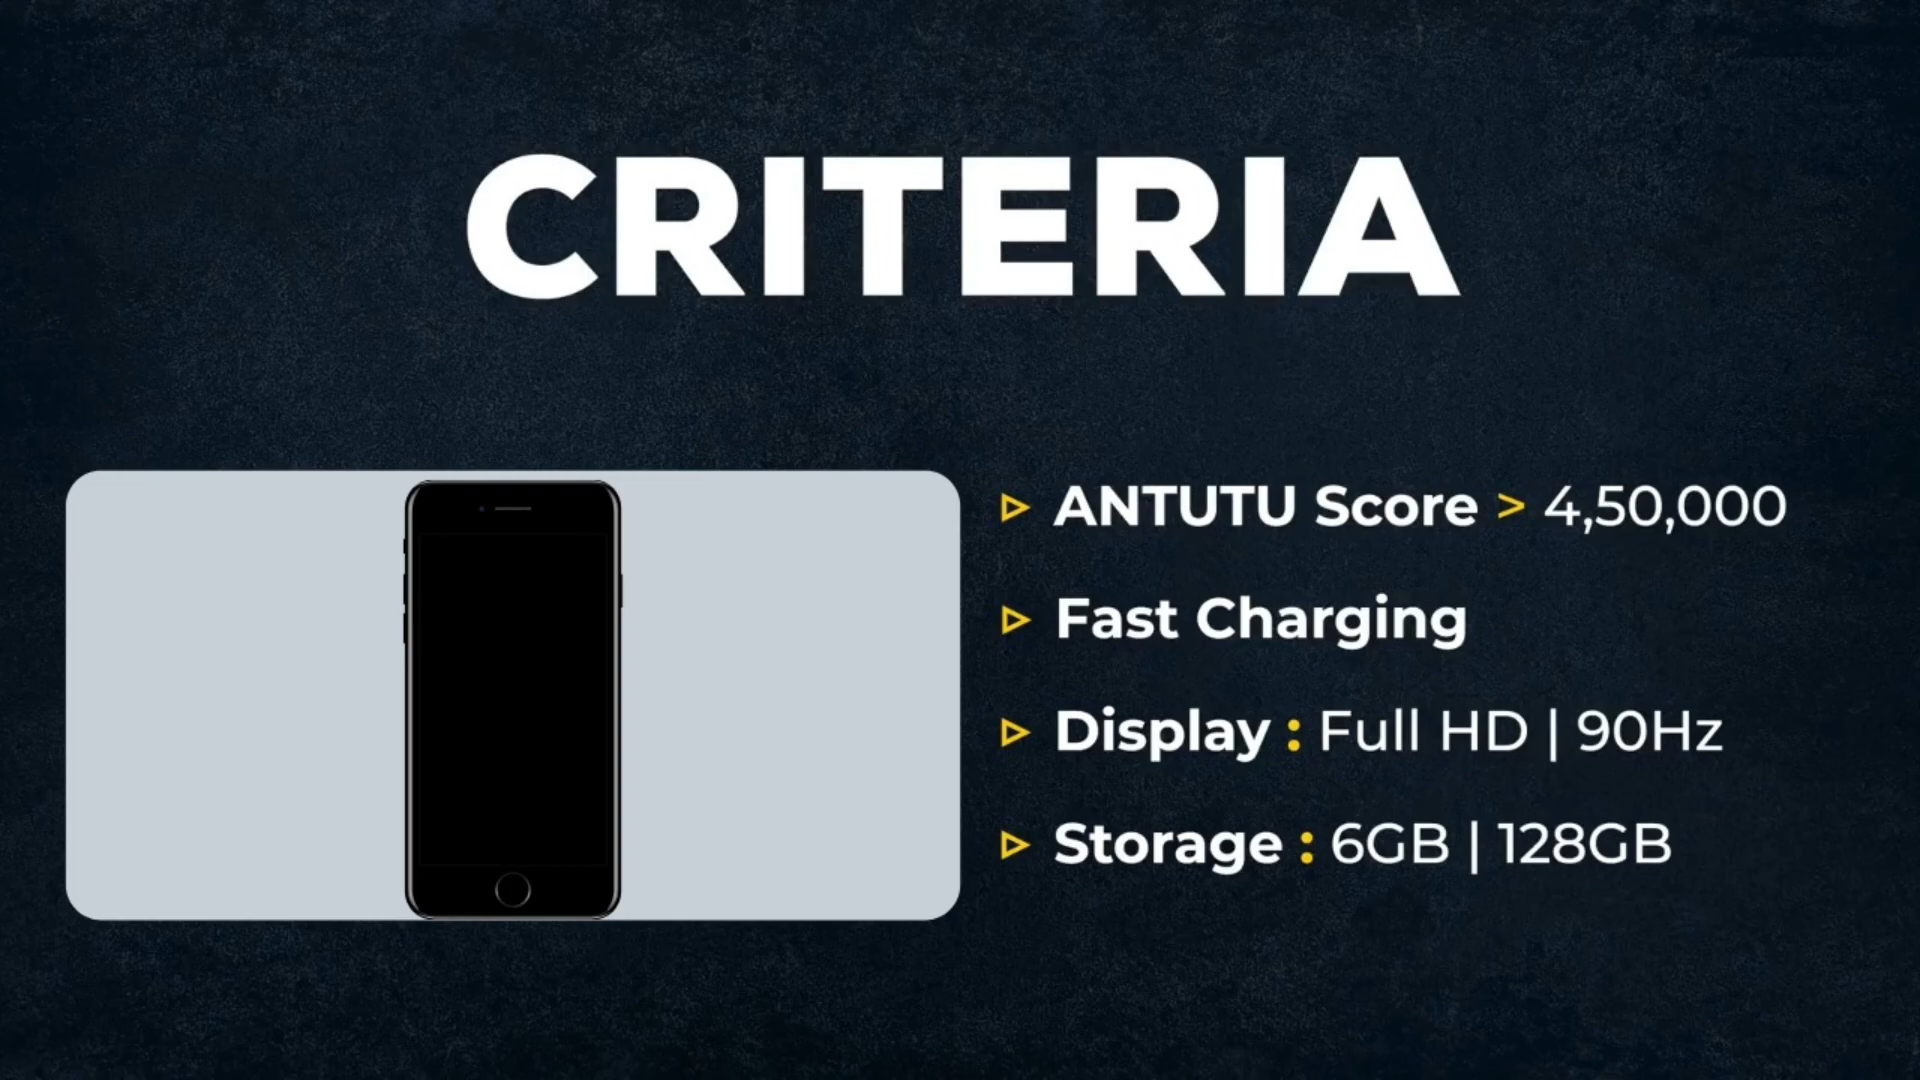 CRITERIA
ANTUTU Score > 4,50,000
Fast Charging
Display : Full HD | 90Hz
Storage : 6GB | 128GB